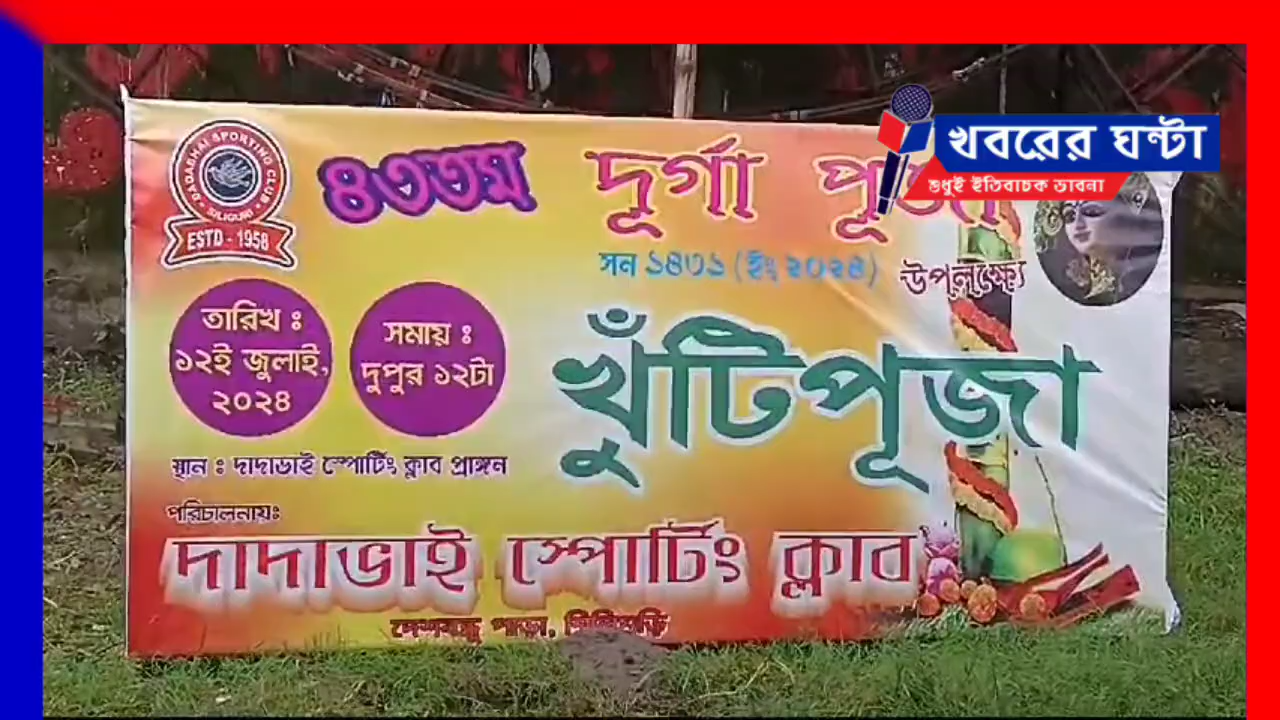 খবরের ঘন্টা
শুধুই ইতিবাচক ভাবনা
DADABHAI SPORTING CLUB
SILIGURI
ESTD - 1958
৪৩তম দূর্গা পূজা
সন ১৪৩১ (ইং ২০২৪)
উপলক্ষ্যে
খুঁটিপূজা
তারিখ ঃ
১২ই জুলাই,
২০২৪
সময় ঃ
দুপুর ১২টা
স্থান ঃ দাদাভাই স্পোর্টিং ক্লাব প্রাঙ্গন
পরিচালনায়ঃ
দাদাভাই স্পোর্টিং ক্লাব
দেশবন্ধু পাড়া, শিলিগুড়ি